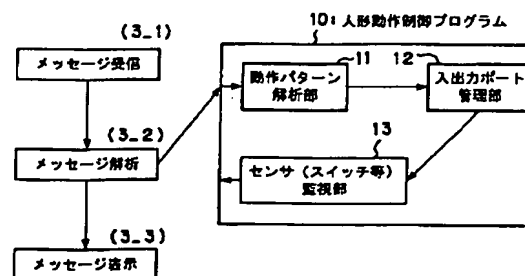 10:人形動作制御プログラム
(3_1)
メッセージ受信
11
動作パターン
解析部
12
入出力ポート
管理部
(3_2)
メッセージ解析
13
センサ(スイッチ等)
監視部
(3_3)
メッセージ表示